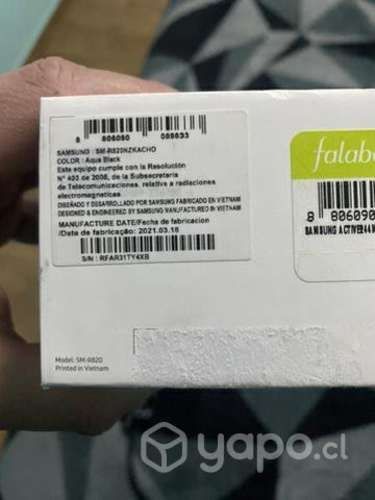 8 806090 089633
SAMSUNG : SM-R820NZKACHO
COLOR : Aqua Black
Este equipo cumple con la Resolución
N° 403 de 2008, de la Subsecretaria
de Telecomunicaciones, relativa a radiaciones
electromagneticas
DISEÑADO Y DESARROLLADO POR SAMSUNG FABRICADO EN VIETNAM
DESIGNED & ENGINEERED BY SAMSUNG MANUFACTURED IN VIETNAM
MANUFACTURE DATE/Fecha de fabricacion
/Data de fabricação : 2021.03.18
S/N : RFAR31TY4XB
falabe
8 806090
SAMSUNG ACTIVE244M
Model: SM-R820
Printed in Vietnam
yapo.cl